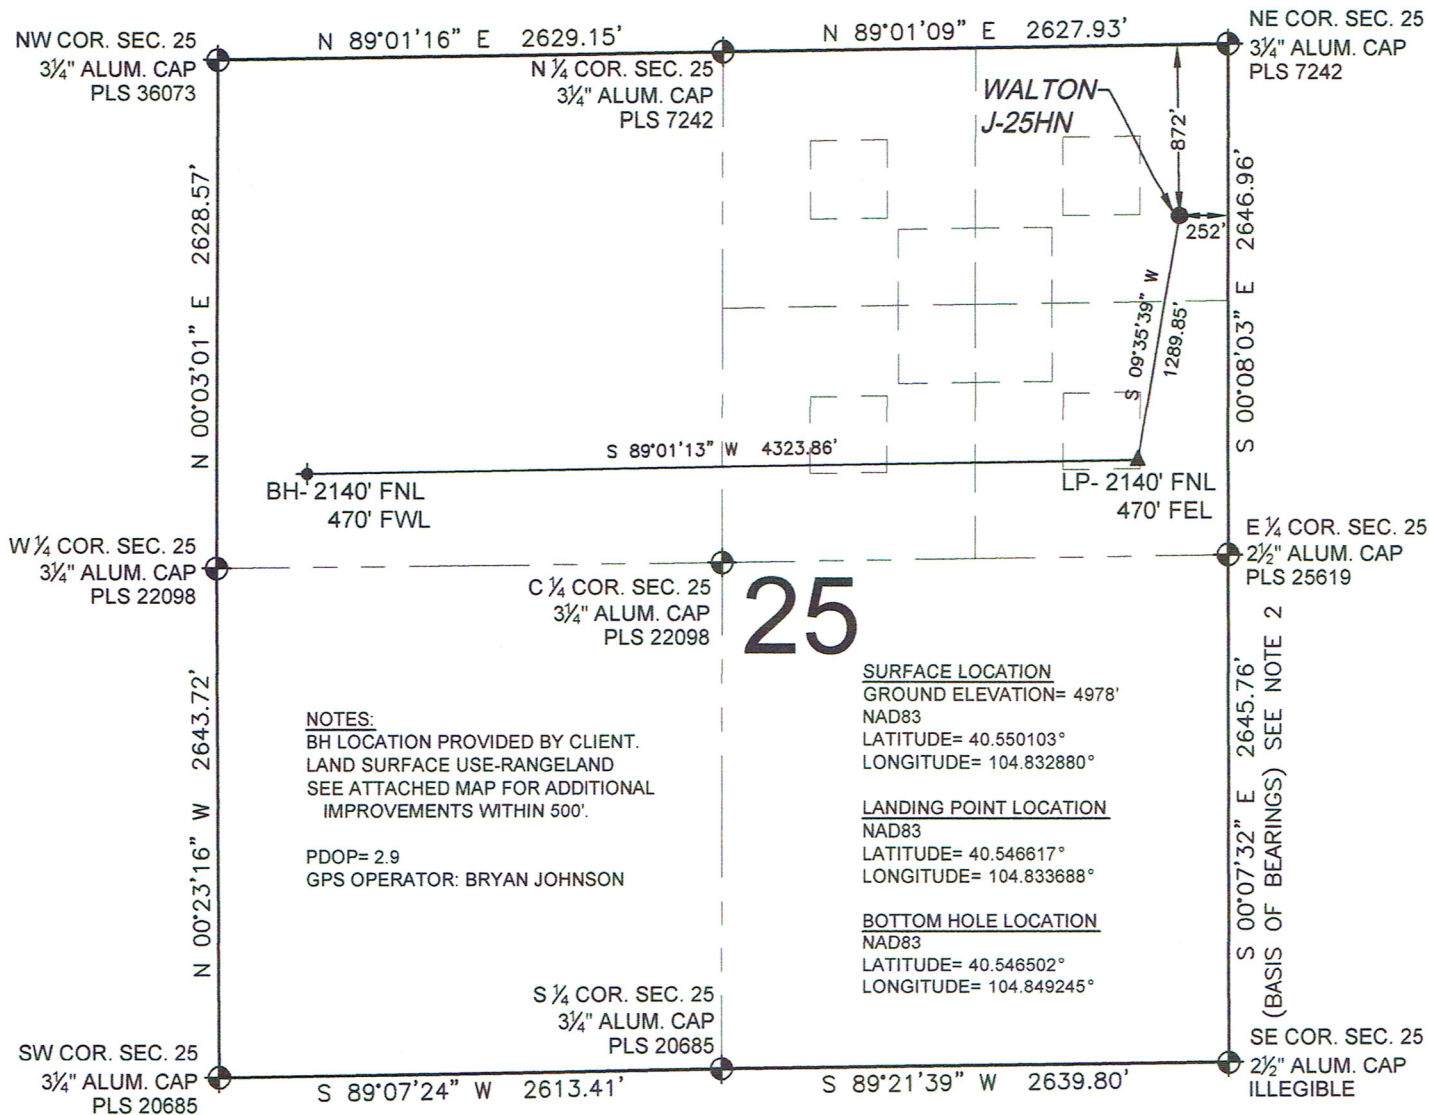 N 89°01'16" E 2629.15'
N 89°01'09" E 2627.93'
NW COR. SEC. 25
3¼" ALUM. CAP
PLS 36073
N ¼ COR. SEC. 25
3¼" ALUM. CAP
PLS 7242
NE COR. SEC. 25
3¼" ALUM. CAP
PLS 7242
WALTON
J-25HN
872'
252'
N 00°03'01" E 2628.57'
S 00°08'03" E 2646.96'
S 09°35'39" W
1289.85'
S 89°01'13" W 4323.86'
BH- 2140' FNL
470' FWL
LP- 2140' FNL
470' FEL
W ¼ COR. SEC. 25
3¼" ALUM. CAP
PLS 22098
C ¼ COR. SEC. 25
3¼" ALUM. CAP
PLS 22098
E ¼ COR. SEC. 25
2½" ALUM. CAP
PLS 25619
25
N 00°23'16" W 2643.72'
S 00°07'32" E 2645.76'
(BASIS OF BEARINGS) SEE NOTE 2
NOTES:
BH LOCATION PROVIDED BY CLIENT.
LAND SURFACE USE-RANGELAND
SEE ATTACHED MAP FOR ADDITIONAL
IMPROVEMENTS WITHIN 500'.
PDOP= 2.9
GPS OPERATOR: BRYAN JOHNSON
SURFACE LOCATION
GROUND ELEVATION= 4978'
NAD83
LATITUDE= 40.550103°
LONGITUDE= 104.832880°
LANDING POINT LOCATION
NAD83
LATITUDE= 40.546617°
LONGITUDE= 104.833688°
BOTTOM HOLE LOCATION
NAD83
LATITUDE= 40.546502°
LONGITUDE= 104.849245°
SW COR. SEC. 25
3¼" ALUM. CAP
PLS 20685
S ¼ COR. SEC. 25
3¼" ALUM. CAP
PLS 20685
SE COR. SEC. 25
2½" ALUM. CAP
ILLEGIBLE
S 89°07'24" W 2613.41'
S 89°21'39" W 2639.80'